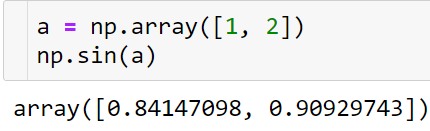 a = np.array([1, 2])
np.sin(a)
array([0.84147098, 0.90929743])